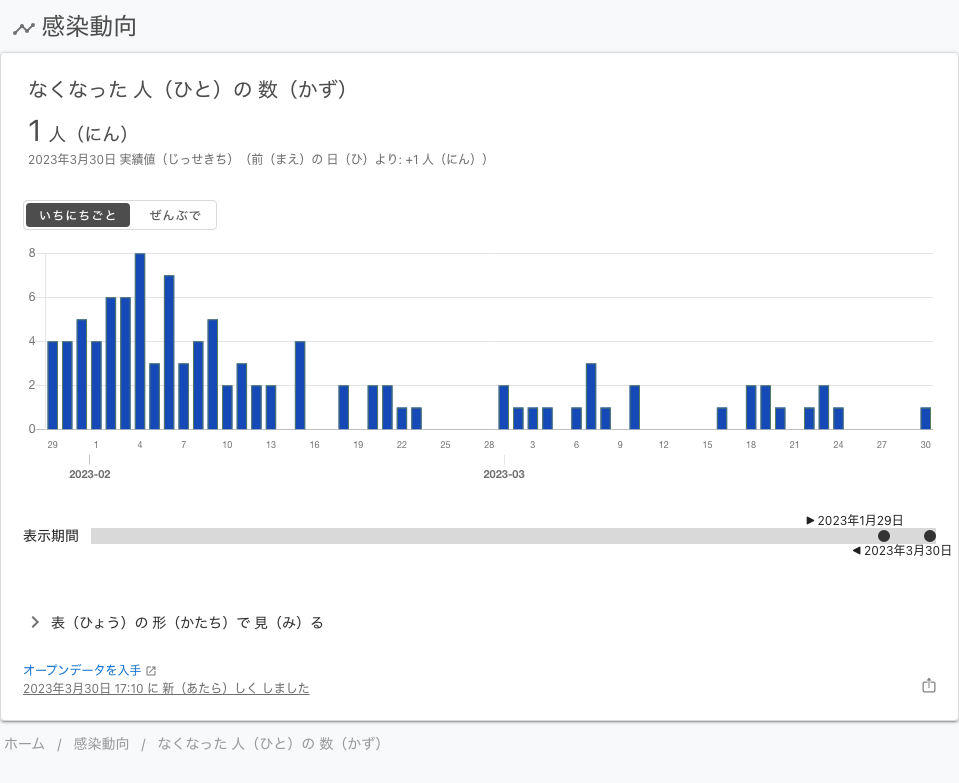 感染動向
なくなった 人（ひと）の 数（かず）
1 人（にん）
2023年3月30日 実績値（じっせきち）（前（まえ）の 日（ひ）より: +1 人（にん））
いちにちごと ぜんぶで
8
6
4
2
0
29 1 4 7 10 13 16 19 22 25 28 3 6 9 12 15 18 21 24 27 30
2023-02 2023-03
2023年1月29日
表示期間
2023年3月30日
表（ひょう）の 形（かたち）で 見（み）る
オープンデータを入手
2023年3月30日 17:10 に 新（あたら）しく しました
ホーム / 感染動向 / なくなった 人（ひと）の 数（かず）